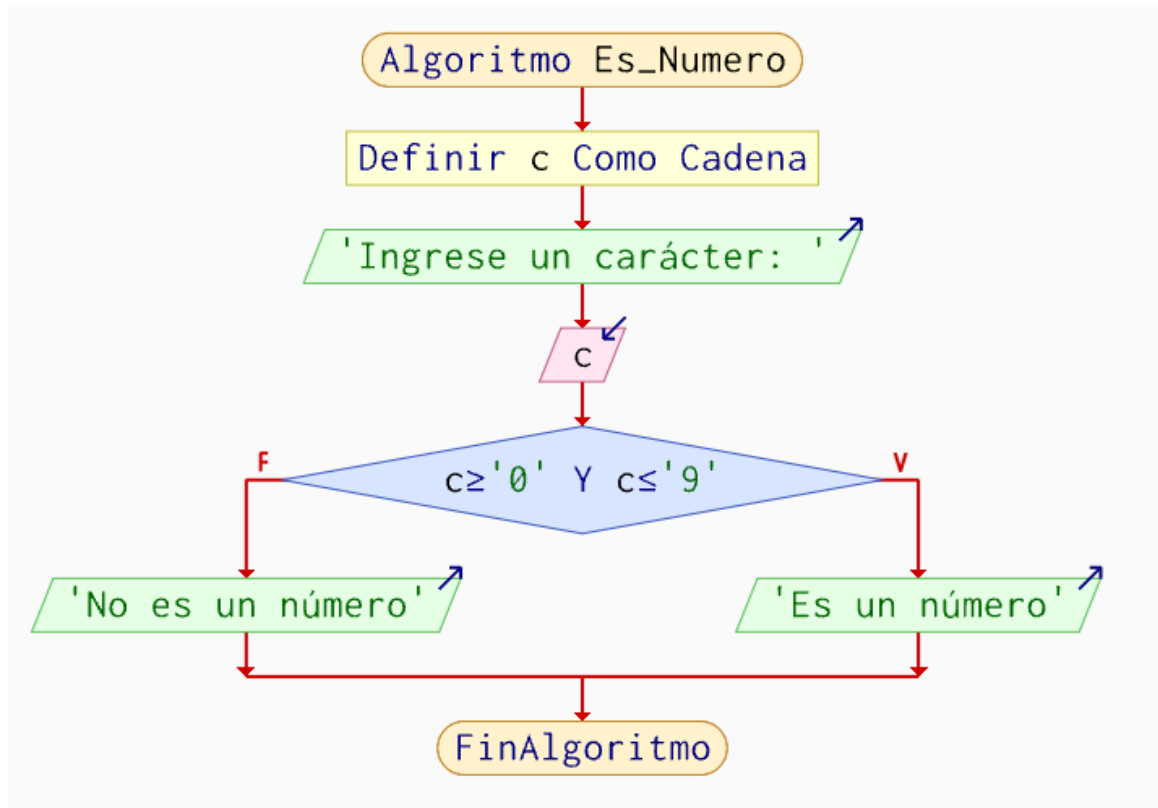 Algoritmo Es_Numero
Definir c Como Cadena
'Ingrese un carácter: '
c
F
V
c≥'0' Y c≤'9'
'No es un número'
'Es un número'
FinAlgoritmo